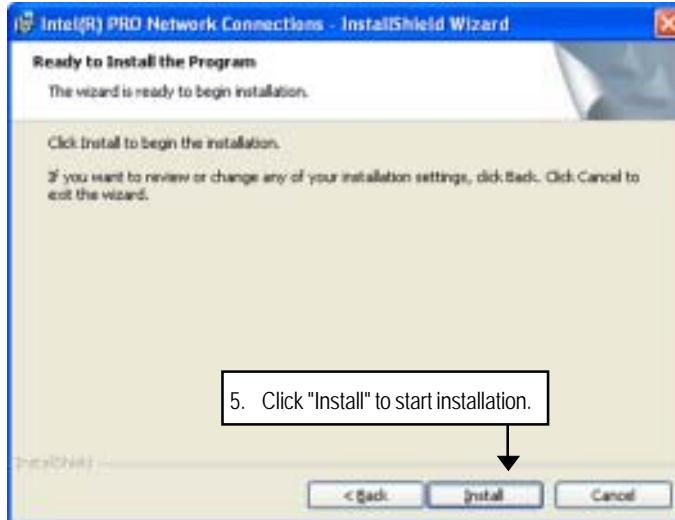 Intel(R) PRO Network Connections - InstallShield Wizard
Ready to Install the Program
The wizard is ready to begin installation.
Click Install to begin the installation.
If you want to review or change any of your installation settings, click Back. Click Cancel to
exit the wizard.
5. Click "Install" to start installation.
InstallShield
< Back
Install
Cancel